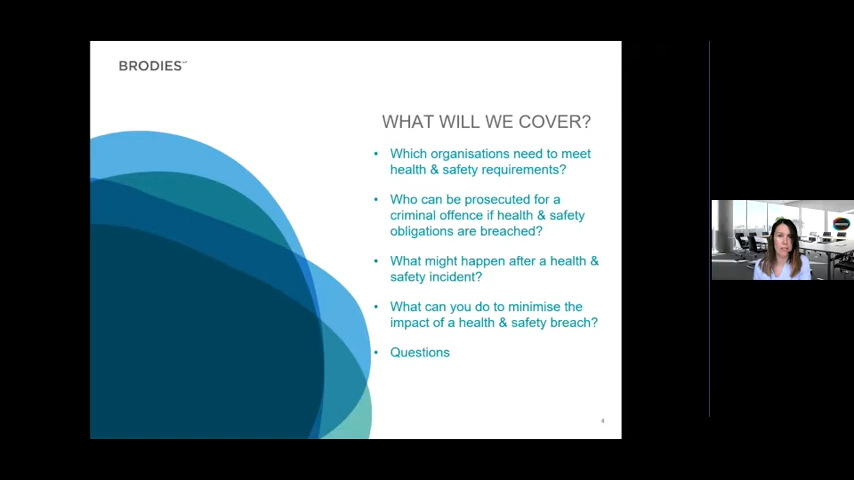 BRODIES
WHAT WILL WE COVER?
• Which organisations need to meet
health & safety requirements?
• Who can be prosecuted for a
criminal offence if health & safety
obligations are breached?
• What might happen after a health &
safety incident?
• What can you do to minimise the
impact of a health & safety breach?
• Questions
4